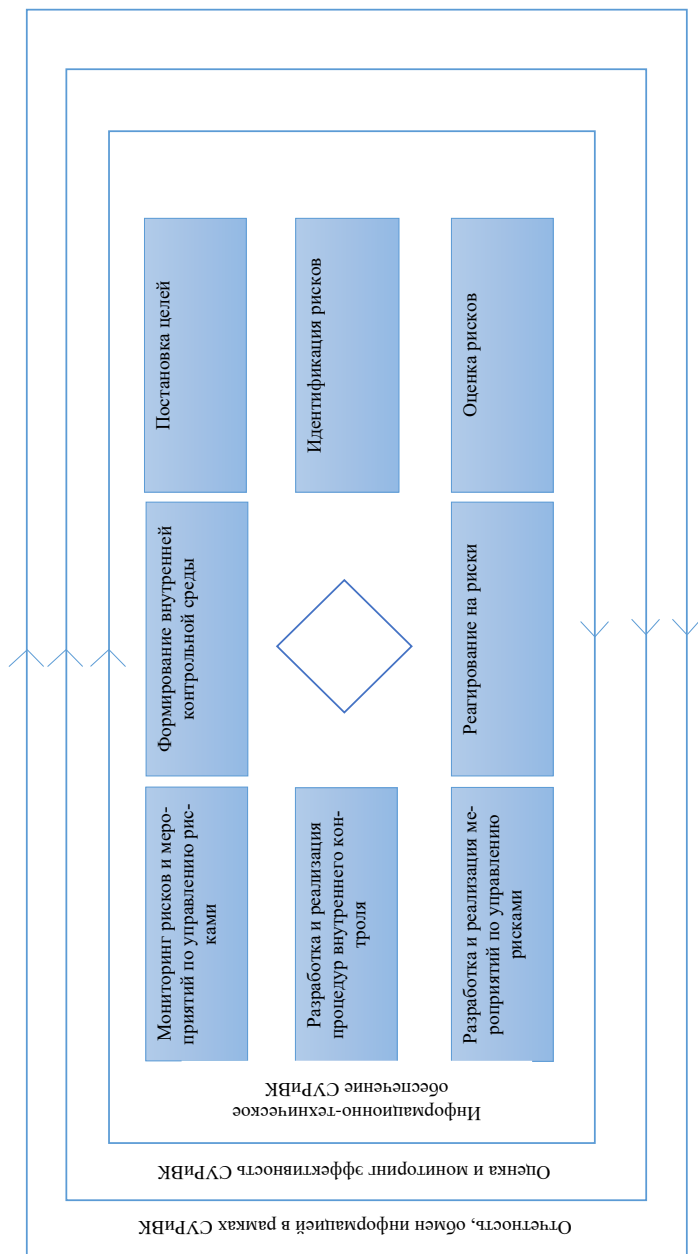 Отчетность, обмен информацией в рамках СУРиВК
Оценка и мониторинг эффективность СУРиВК
Информационно-техническое
обеспечение СУРиВК
Мониторинг рисков и меро-
приятий по управлению рис-
ками
Формирование внутренней
контрольной среды
Постановка целей
Разработка и реализация
процедур внутреннего кон-
троля
Идентификация рисков
Разработка и реализация ме-
роприятий по управлению
рисками
Реагирование на риски
Оценка рисков